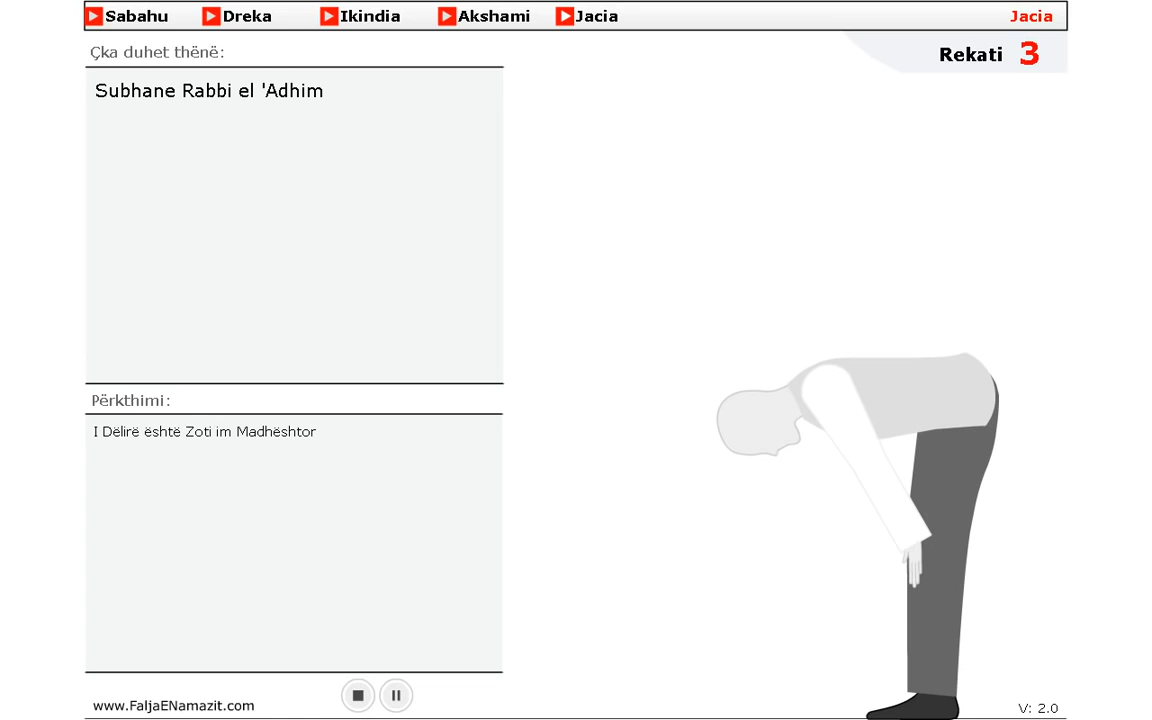 Sabahu Dreka Ikindia Akshami Jacia Jacia
Çka duhet thënë:
Rekati 3
Subhane Rabbi el 'Adhim
Përkthimi:
I Dëlirë është Zoti im Madhështor
www.FaljaENamazit.com
V: 2.0